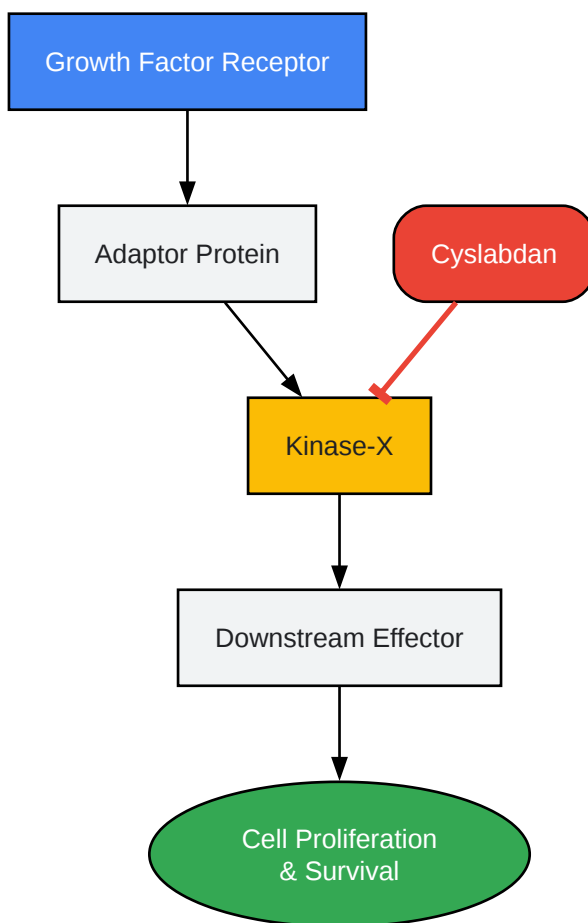 Growth Factor Receptor
Adaptor Protein
Cyslabdan
Kinase-X
Downstream Effector
Cell Proliferation
& Survival